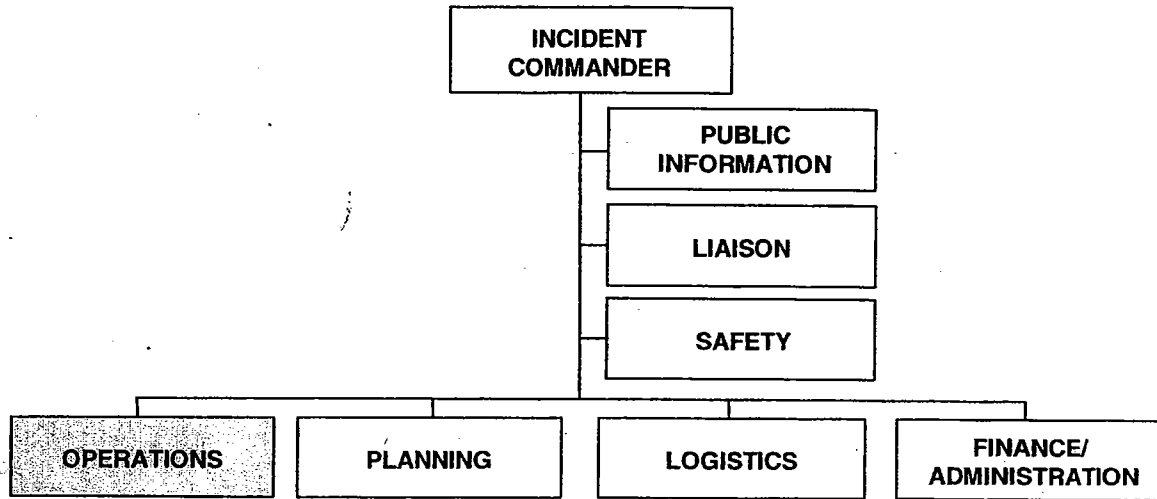 INCIDENT
COMMANDER
PUBLIC
INFORMATION
LIAISON
SAFETY
OPERATIONS
PLANNING
LOGISTICS
FINANCE/
ADMINISTRATION